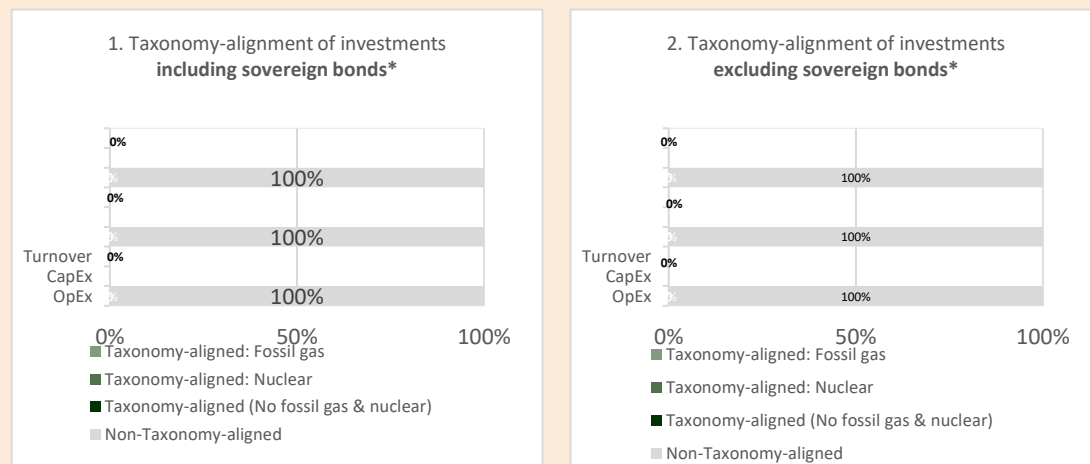 1. Taxonomy-alignment of investments
including sovereign bonds*
0%
0%
100%
0%
0%
100%
Turnover
0%
CapEx
OpEx
0%
100%
0%
50%
100%
Taxonomy-aligned: Fossil gas
Taxonomy-aligned: Nuclear
Taxonomy-aligned (No fossil gas & nuclear)
Non-Taxonomy-aligned
2. Taxonomy-alignment of investments
excluding sovereign bonds*
0%
0%
100%
0%
0%
100%
Turnover
0%
CapEx
OpEx
0%
100%
0%
50%
100%
Taxonomy-aligned: Fossil gas
Taxonomy-aligned: Nuclear
Taxonomy-aligned (No fossil gas & nuclear)
Non-Taxonomy-aligned